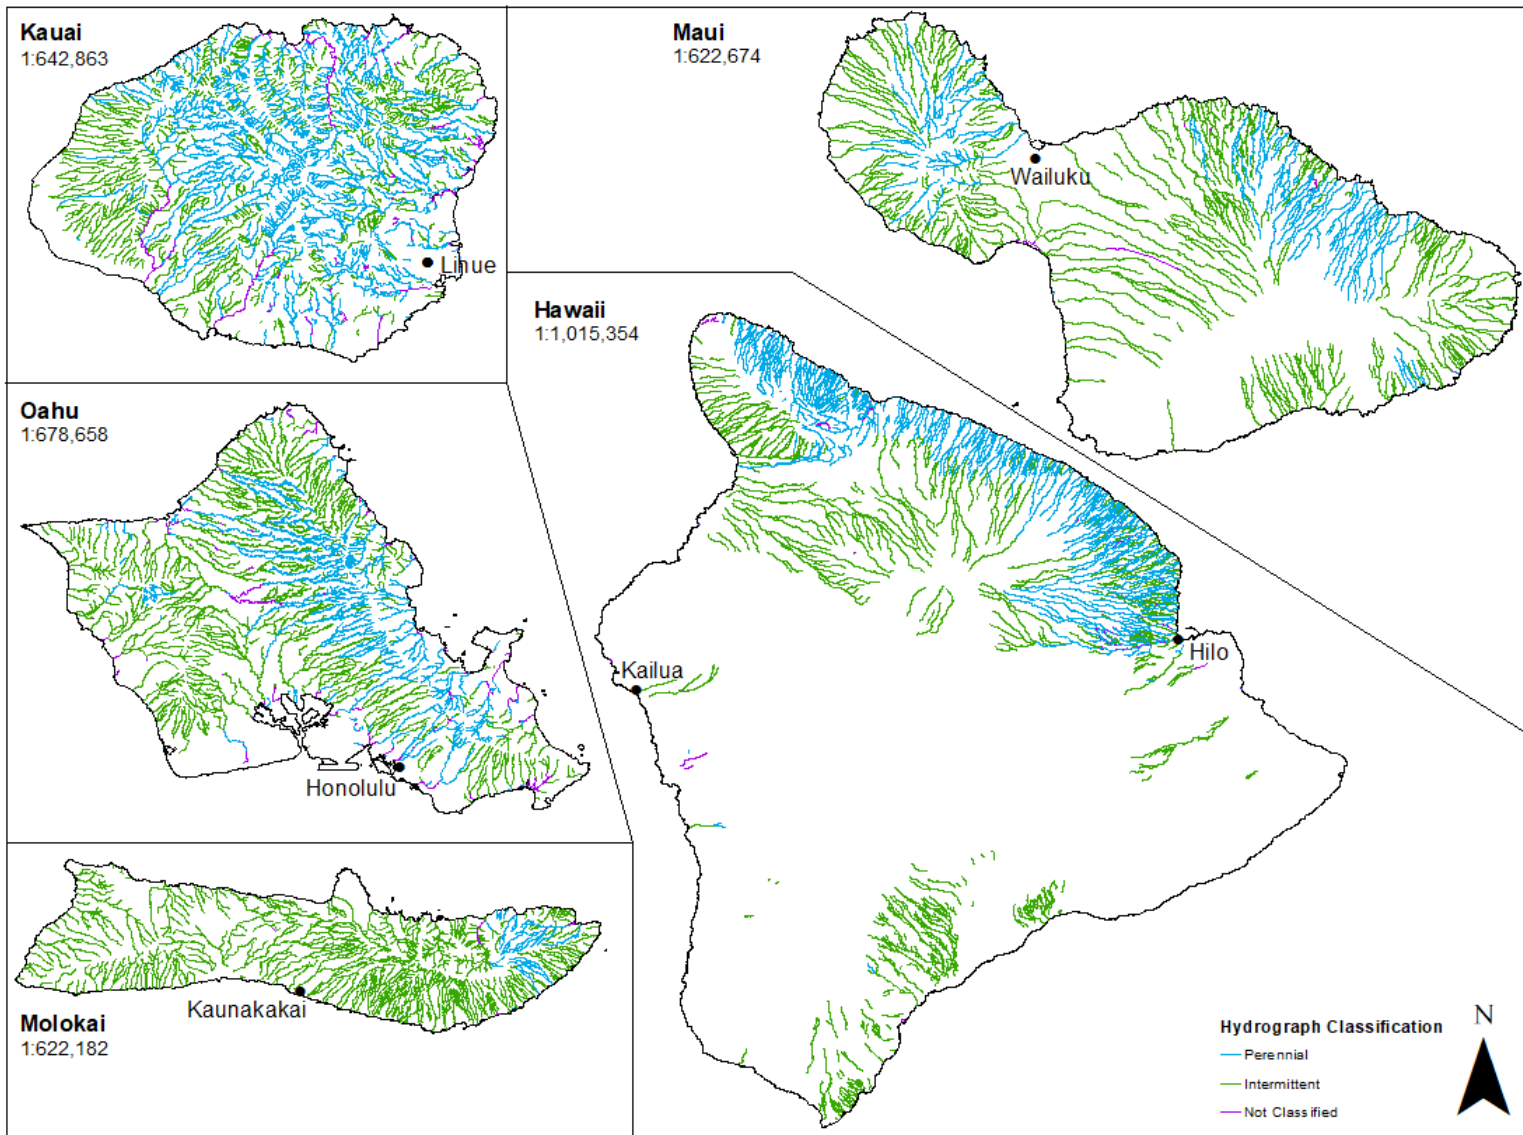 Kauai
1:642,863
Lihue
Maui
1:622,674
Wailuku
Hawaii
1:1,015,354
Kailua
Hilo
Oahu
1:678,658
Honolulu
Kaunakakai
Molokai
1:622,182
Hydrograph Classification
Perennial
Intermittent
Not Classified
N